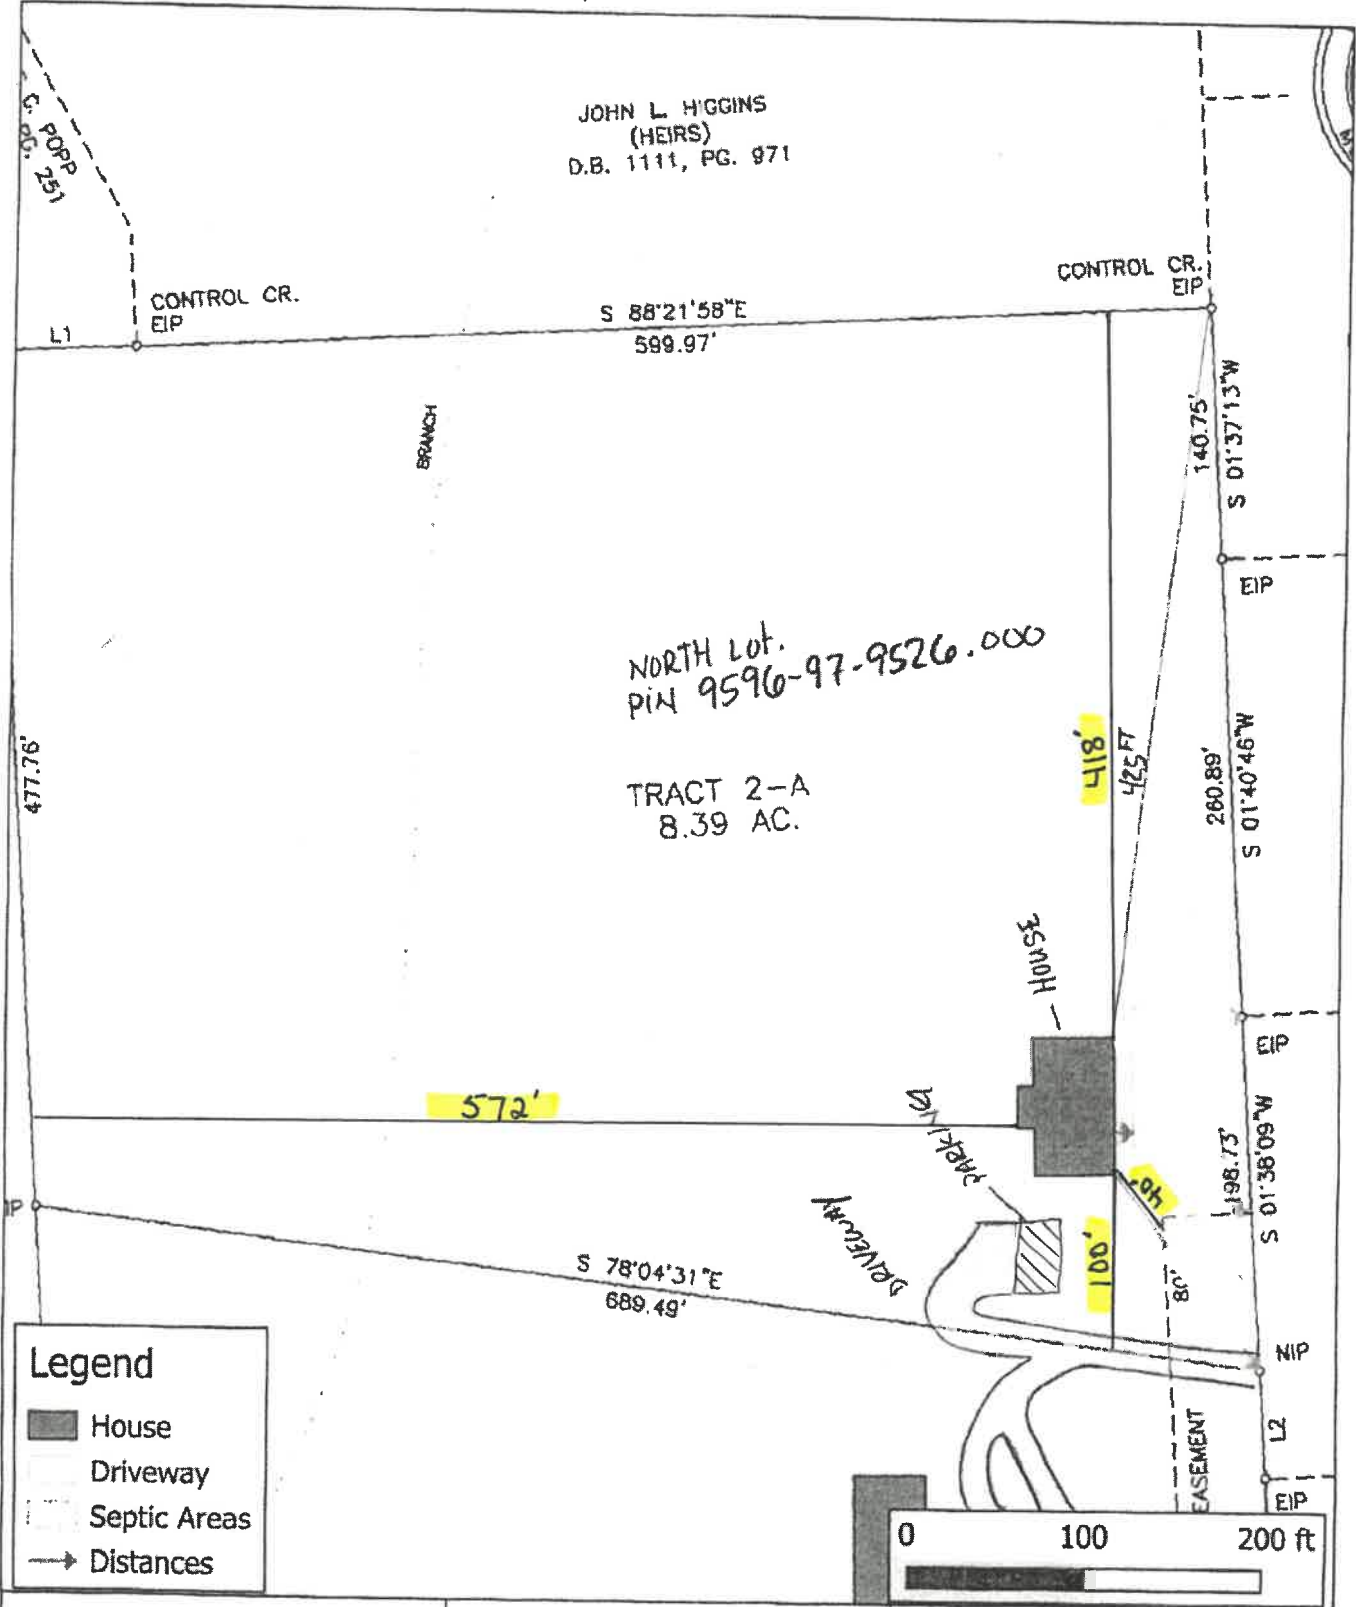 JOHN L. HIGGINS
(HEIRS)
D.B. 1111, PG. 971
G. POPP
PG. 251
CONTROL CR.
EIP
CONTROL CR.
EIP
L1
S 88°21'58"E
599.97'
BRANCH
140.75'
S 01°37'13"W
EIP
NORTH Lot.
PIN 9596-97-9526.000
TRACT 2-A
8.39 AC.
477.76'
418'
425 FT
260.89'
S 01°40'46"W
HOUSE
EIP
572'
PARKING
DRIVEWAY
40'
198.73'
S 01°38'09"W
100'
80'
S 78°04'31"E
689.49'
NIP
L2
EASEMENT
EIP
Legend
House
Driveway
Septic Areas
Distances
0 100 200 ft